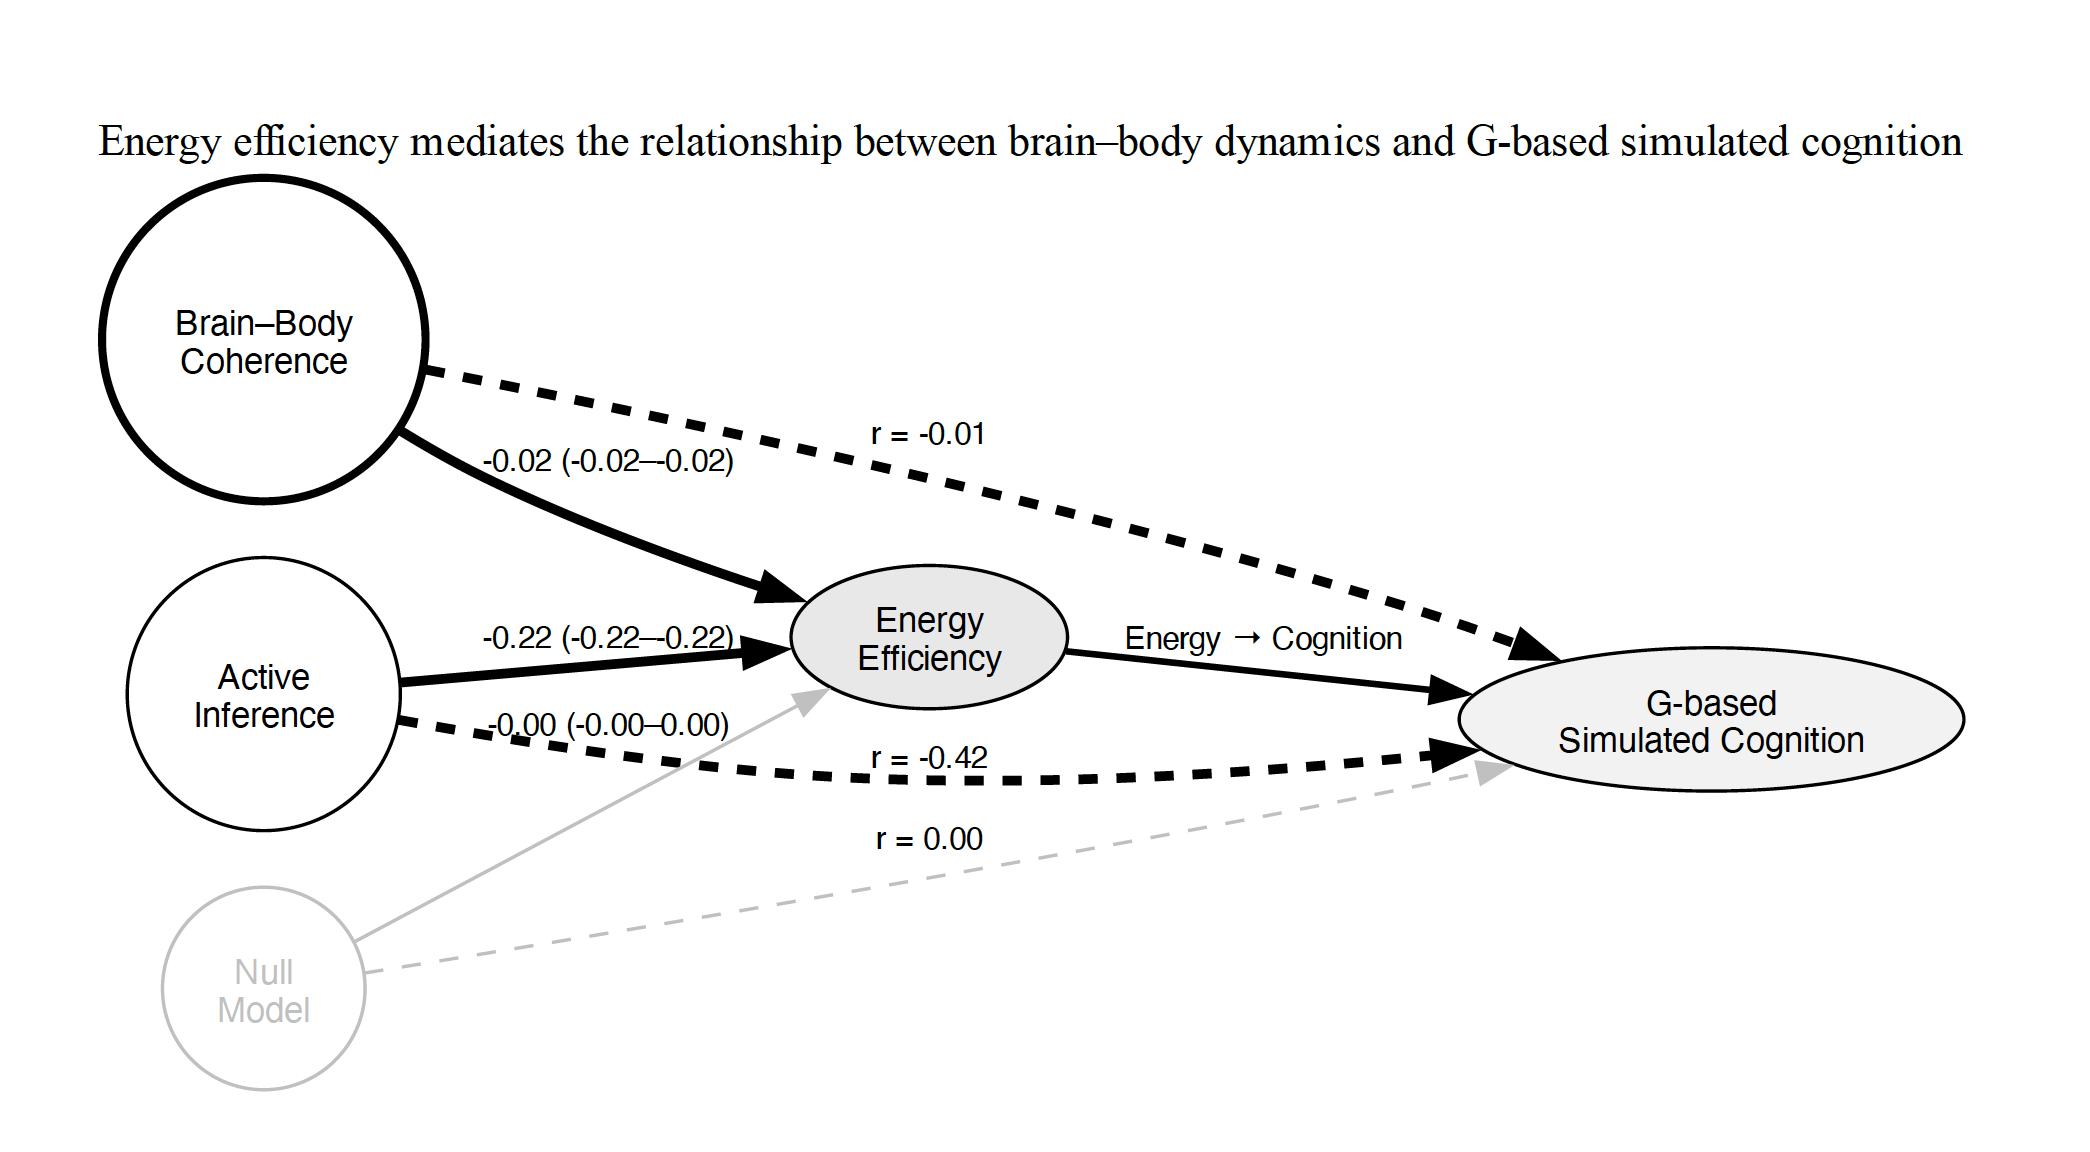 Energy efficiency mediates the relationship between brain–body dynamics and G-based simulated cognition
Brain–Body
Coherence
r = -0.01
-0.02 (-0.02–-0.02)
Energy
Efficiency
-0.22 (-0.22–-0.22)
Energy → Cognition
Active
Inference
G-based
Simulated Cognition
-0.00 (-0.00–0.00)
r = -0.42
r = 0.00
Null
Model